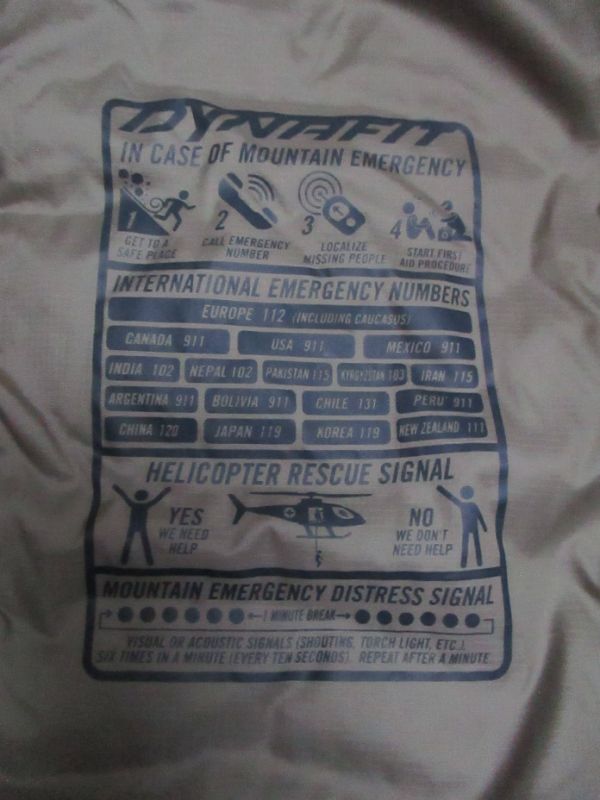 DYNAFIT
IN CASE OF MOUNTAIN EMERGENCY
1 2 3 4
GET TO A SAFE PLACE
CALL EMERGENCY NUMBER
LOCALIZE MISSING PEOPLE
START FIRST AID PROCEDURE
INTERNATIONAL EMERGENCY NUMBERS
EUROPE 112 (INCLUDING CAUCASUS)
CANADA 911 USA 911 MEXICO 911
INDIA 102 NEPAL 102 PAKISTAN 115 KYRGYZSTAN 103 IRAN 115
ARGENTINA 911 BOLIVIA 911 CHILE 131 PERU' 911
CHINA 120 JAPAN 119 KOREA 119 NEW ZEALAND 111
HELICOPTER RESCUE SIGNAL
YES
WE NEED
HELP
NO
WE DON'T
NEED HELP
MOUNTAIN EMERGENCY DISTRESS SIGNAL
1 MINUTE BREAK
VISUAL OR ACOUSTIC SIGNALS (SHOUTING, TORCH LIGHT, ETC.),
SIX TIMES IN A MINUTE (EVERY TEN SECONDS). REPEAT AFTER A MINUTE